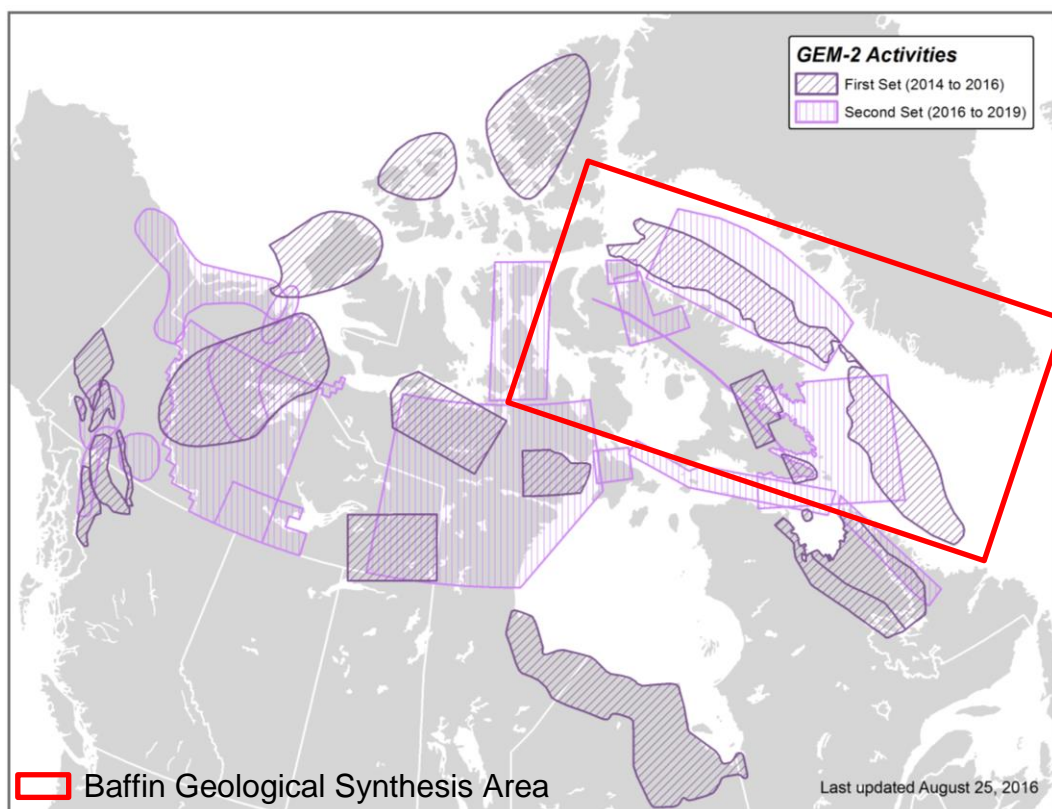 GEM-2 Activities
First Set (2014 to 2016)
Second Set (2016 to 2019)
Baffin Geological Synthesis Area
Last updated August 25, 2016